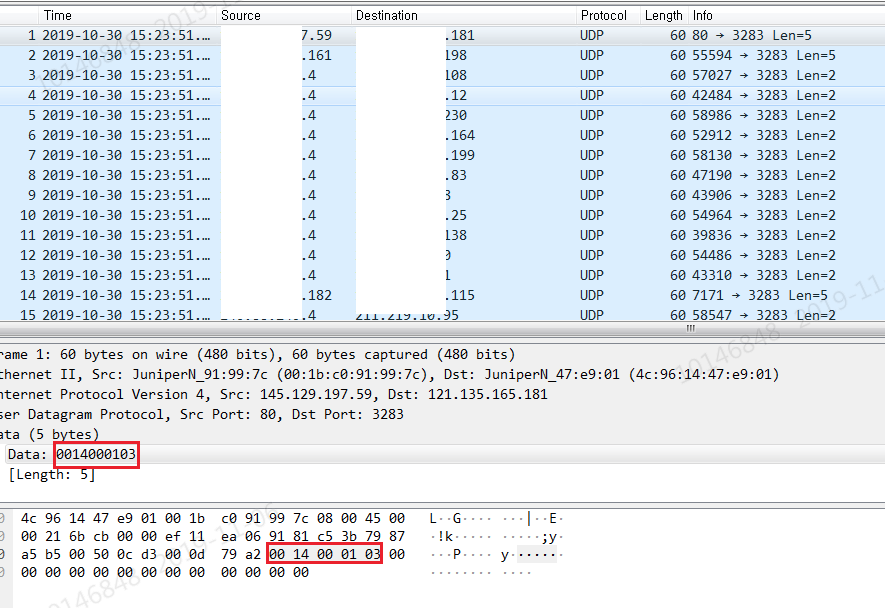 Time Source Destination Protocol Length Info
1 2019-10-30 15:23:51.… 7.59 .181 UDP 60 80 → 3283 Len=5
2 2019-10-30 15:23:51.… .161 198 UDP 60 55594 → 3283 Len=5
3 2019-10-30 15:23:51.… .4 108 UDP 60 57027 → 3283 Len=2
4 2019-10-30 15:23:51.… .4 .12 UDP 60 42484 → 3283 Len=2
5 2019-10-30 15:23:51.… .4 230 UDP 60 58986 → 3283 Len=2
6 2019-10-30 15:23:51.… .4 .164 UDP 60 52912 → 3283 Len=2
7 2019-10-30 15:23:51.… .4 .199 UDP 60 58130 → 3283 Len=2
8 2019-10-30 15:23:51.… .4 .83 UDP 60 47190 → 3283 Len=2
9 2019-10-30 15:23:51.… .4 3 UDP 60 43906 → 3283 Len=2
10 2019-10-30 15:23:51.… .4 .25 UDP 60 54964 → 3283 Len=2
11 2019-10-30 15:23:51.… .4 138 UDP 60 39836 → 3283 Len=2
12 2019-10-30 15:23:51.… .4 UDP 60 54486 → 3283 Len=2
13 2019-10-30 15:23:51.… .4 1 UDP 60 43310 → 3283 Len=2
14 2019-10-30 15:23:51.… .182 .115 UDP 60 7171 → 3283 Len=5
15 2019-10-30 15:23:51.… .4 211.219.10.95 UDP 60 58547 → 3283 Len=2
rame 1: 60 bytes on wire (480 bits), 60 bytes captured (480 bits)
thernet II, Src: JuniperN_91:99:7c (00:1b:c0:91:99:7c), Dst: JuniperN_47:e9:01 (4c:96:14:47:e9:01)
nternet Protocol Version 4, Src: 145.129.197.59, Dst: 121.135.165.181
ser Datagram Protocol, Src Port: 80, Dst Port: 3283
ata (5 bytes)
Data: 0014000103
[Length: 5]
0 4c 96 14 47 e9 01 00 1b c0 91 99 7c 08 00 45 00 L··G···· ···|··E·
0 00 21 6b cb 00 00 ef 11 ea 06 91 81 c5 3b 79 87 ·!k····· ·····;y·
0 a5 b5 00 50 0c d3 00 0d 79 a2 00 14 00 01 03 00 ···P···· y·······
0 00 00 00 00 00 00 00 00 00 00 00 00 ········ ····
10146848 2019-11